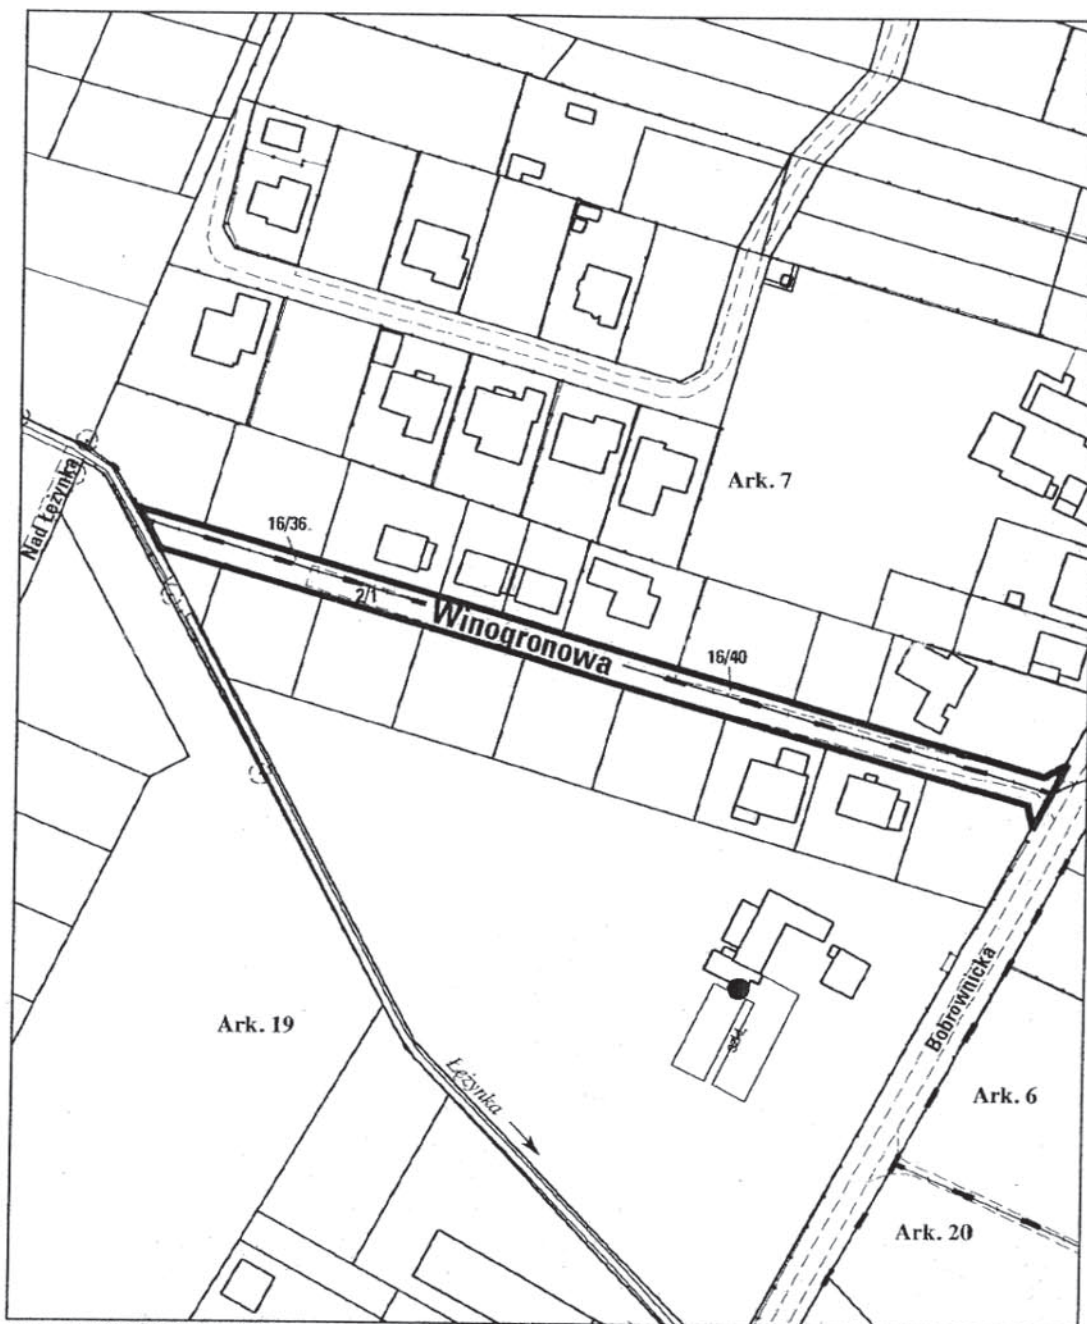 Ark. 7
Nad Łężynką
16/36.
2/1
Winogronowa
16/40
Bobrownicka
Ark. 19
Łężynka
Ark. 6
Ark. 20